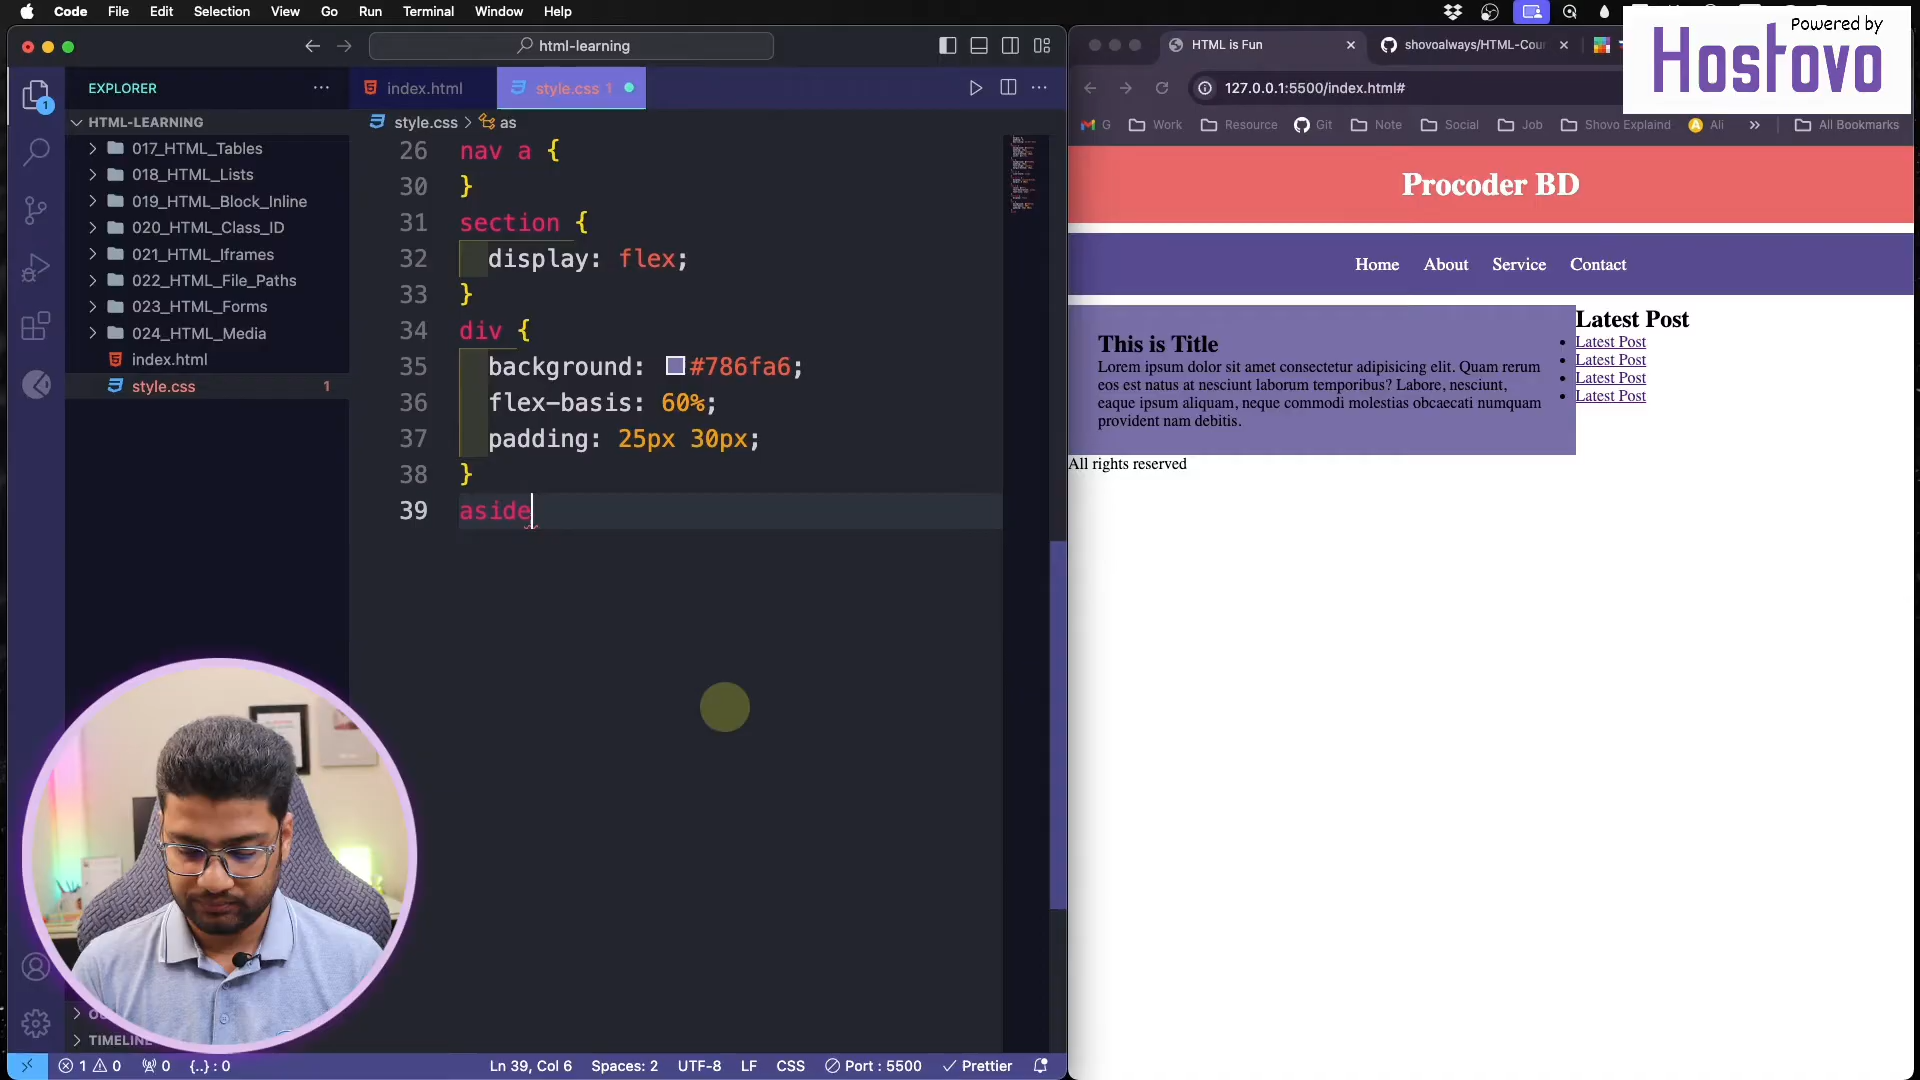 Code File Edit Selection View Go Run Terminal Window Help
Powered by
Hostovo
html-learning
HTML is Fun
shovoalways/HTML-Cou
EXPLORER
index.html
style.css 1
127.0.0.1:5500/index.html#
HTML-LEARNING
style.css > as
G Work Resource Git Note Social Job Shovo Explaind Ali » All Bookmarks
017_HTML_Tables
018_HTML_Lists
019_HTML_Block_Inline
020_HTML_Class_ID
021_HTML_Iframes
022_HTML_File_Paths
023_HTML_Forms
024_HTML_Media
index.html
style.css 1
26 nav a {
30 }
31 section {
32 display: flex;
33 }
34 div {
35 background: #786fa6;
36 flex-basis: 60%;
37 padding: 25px 30px;
38 }
39 aside
Procoder BD
Home About Service Contact
This is Title
Lorem ipsum dolor sit amet consectetur adipisicing elit. Quam rerum
eos est natus at nesciunt laborum temporibus? Labore, nesciunt,
eaque ipsum aliquam, neque commodi molestias obcaecati numquam
provident nam debitis.
Latest Post
Latest Post
Latest Post
Latest Post
Latest Post
All rights reserved
TIMELINE
1 0 0 {..} : 0 Ln 39, Col 6 Spaces: 2 UTF-8 LF CSS Port : 5500 Prettier